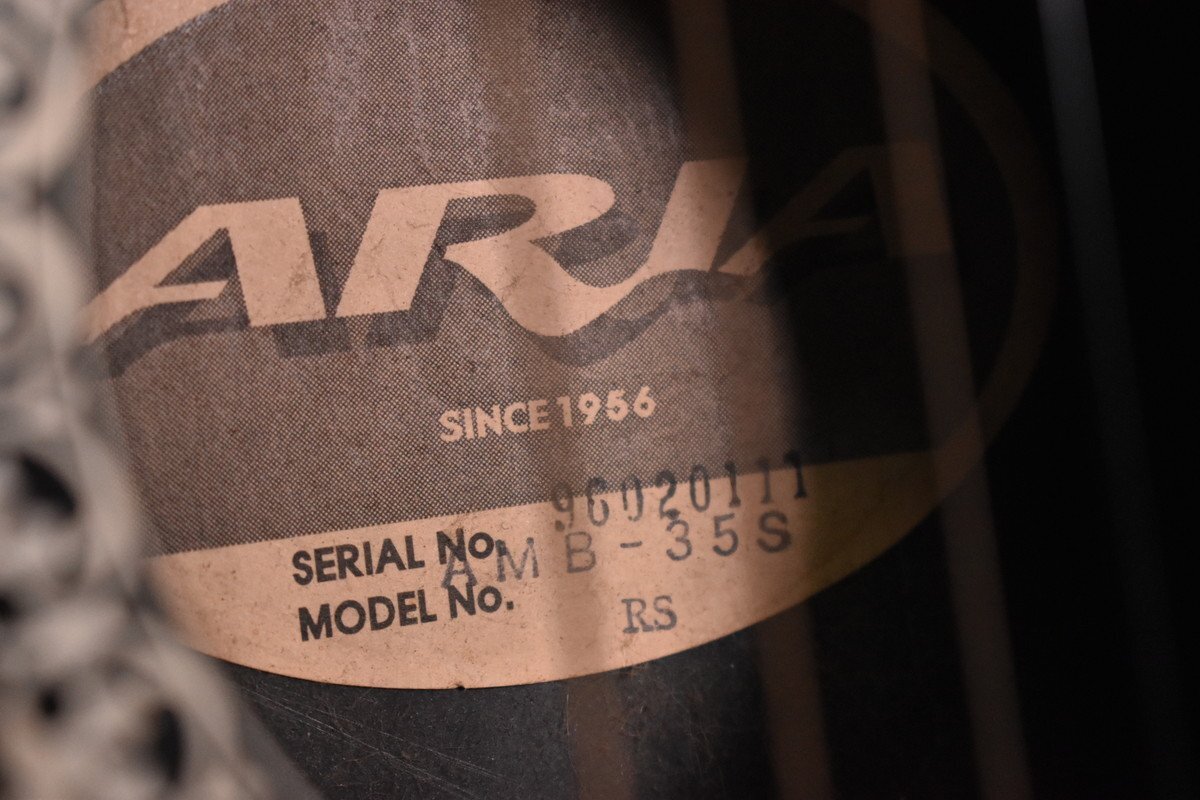 ARIA
SINCE 1956
96020111
SERIAL No.
AMB-35S
MODEL No.
RS